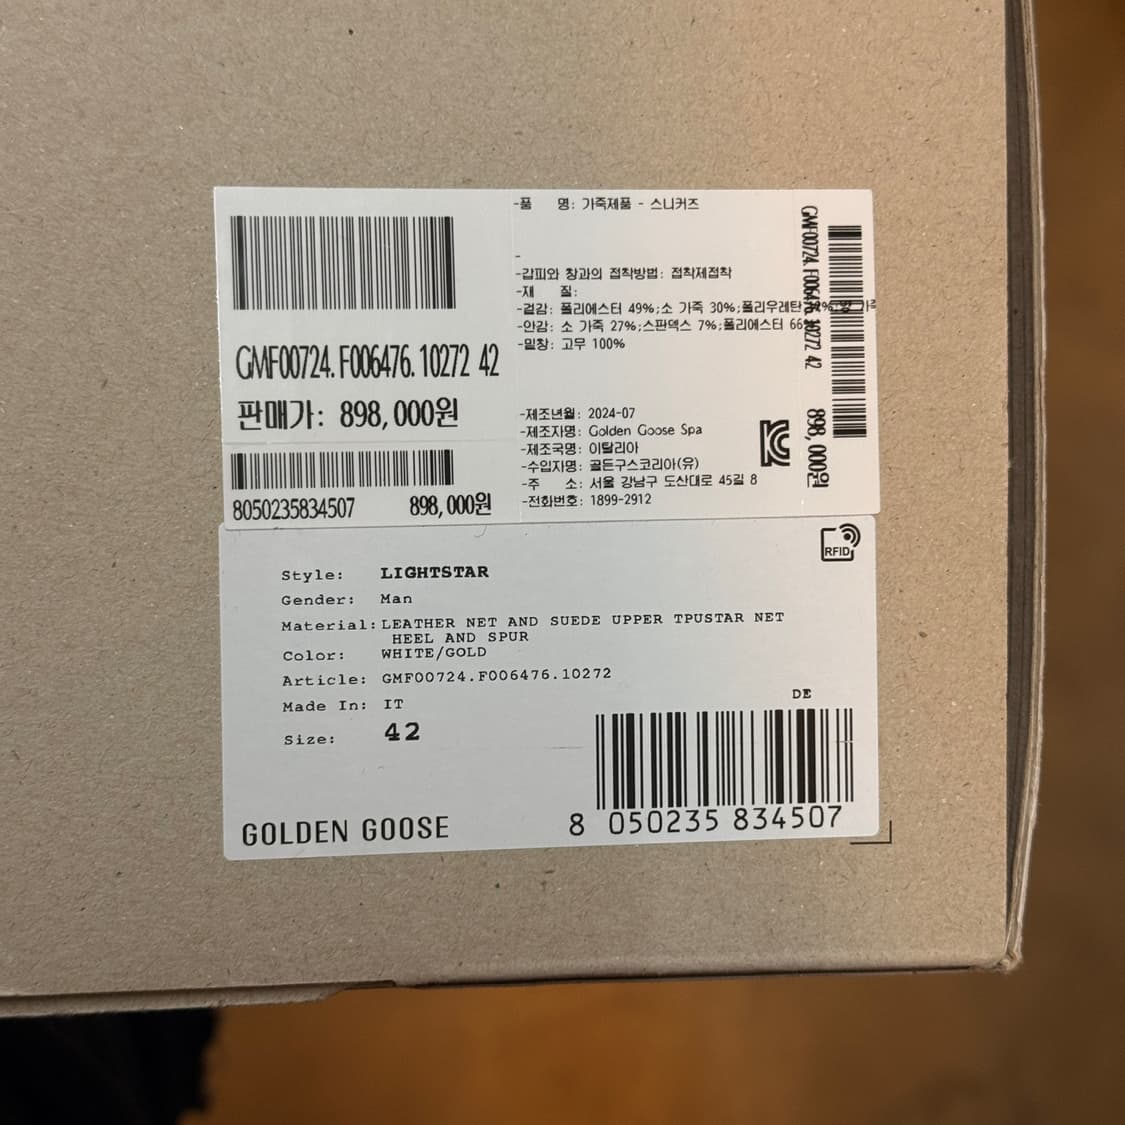 GMF00724.F006476.10272 42
판매가: 898,000원
8050235834507 898,000원
-품 명: 가죽제품 - 스니커즈
-
-갑피와 창과의 접착방법: 접착제접착
-재 질:
-겉감: 폴리에스터 49%;소 가죽 30%;폴리우레탄
-안감: 소 가죽 27%;스판덱스 7%;폴리에스터 66
-밑창: 고무 100%
-제조년월: 2024-07
-제조자명: Golden Goose Spa
-제조국명: 이탈리아
-수입자명: 골든구스코리아(유)
-주 소: 서울 강남구 도산대로 45길 8
-전화번호: 1899-2912
GMF00724.F006476.10272 42
898,000원
RFID
Style: LIGHTSTAR
Gender: Man
Material: LEATHER NET AND SUEDE UPPER TPUSTAR NET
HEEL AND SPUR
Color: WHITE/GOLD
Article: GMF00724.F006476.10272
Made In: IT
Size: 42
DE
8 050235 834507
GOLDEN GOOSE